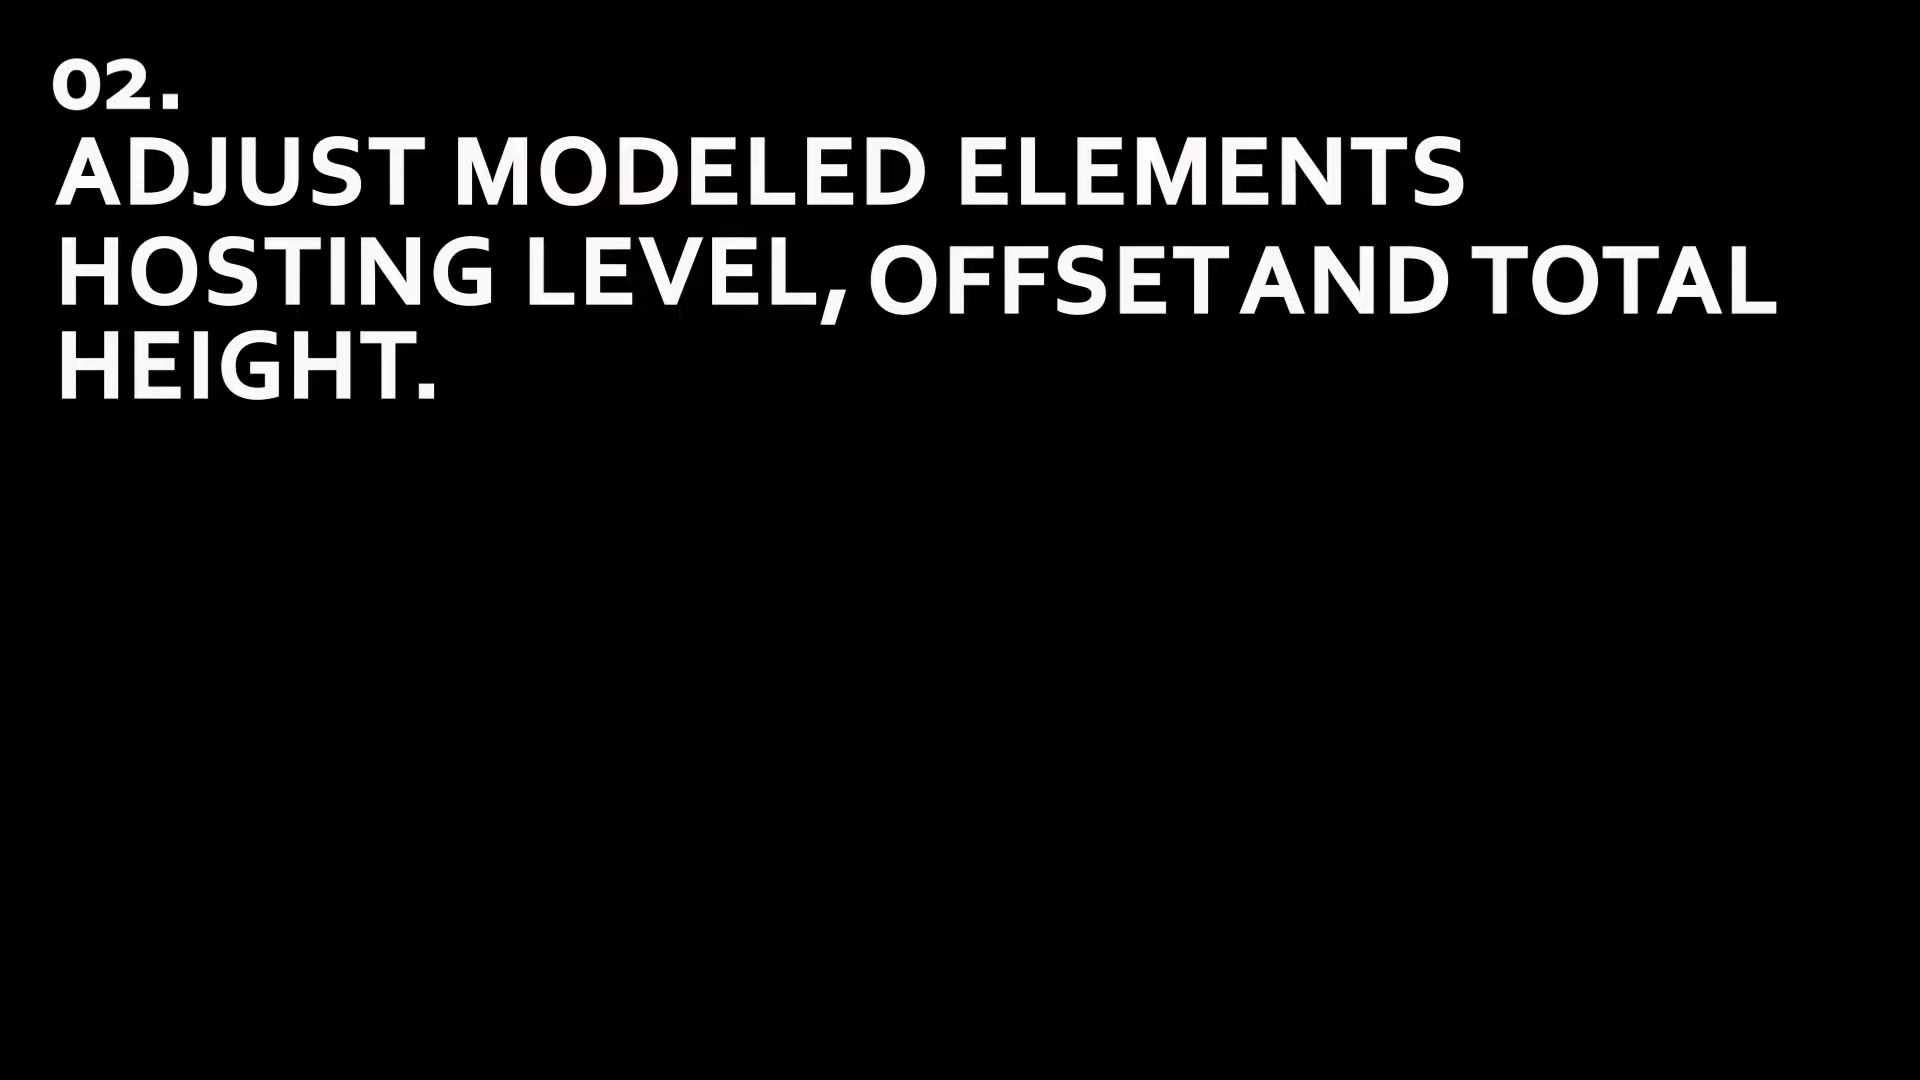 02.
ADJUST MODELED ELEMENTS
HOSTING LEVEL, OFFSET AND TOTAL
HEIGHT.